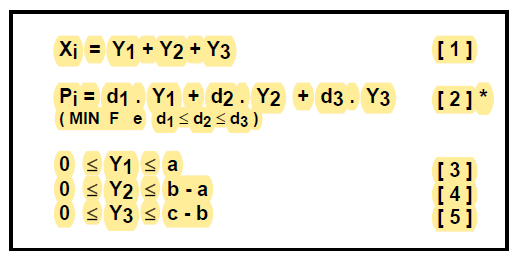 Xi = Y1 + Y2 + Y3 [ 1 ]
Pi = d1 . Y1 + d2 . Y2 + d3 . Y3 [ 2 ] *
( MIN F e d1 ≤ d2 ≤ d3 )
0 ≤ Y1 ≤ a [ 3 ]
0 ≤ Y2 ≤ b - a [ 4 ]
0 ≤ Y3 ≤ c - b [ 5 ]